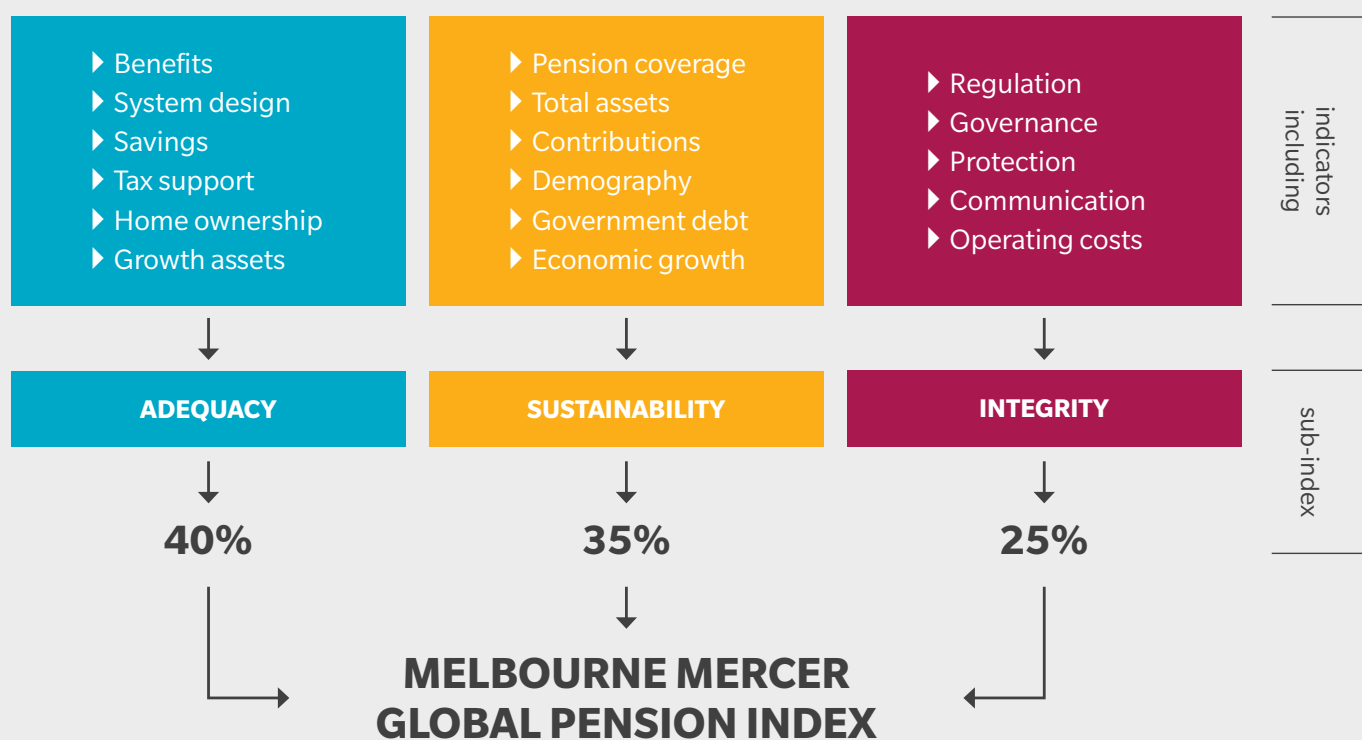 Benefits
System design
Savings
Tax support
Home ownership
Growth assets
Pension coverage
Total assets
Contributions
Demography
Government debt
Economic growth
Regulation
Governance
Protection
Communication
Operating costs
indicators
including
ADEQUACY
SUSTAINABILITY
INTEGRITY
sub-index
40%
35%
25%
MELBOURNE MERCER
GLOBAL PENSION INDEX